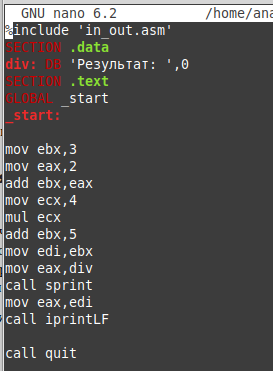 GNU nano 6.2 /home/ana
%include 'in_out.asm'
SECTION .data
div: DB 'Результат: ',0
SECTION .text
GLOBAL _start
_start:
mov ebx,3
mov eax,2
add ebx,eax
mov ecx,4
mul ecx
add ebx,5
mov edi,ebx
mov eax,div
call sprint
mov eax,edi
call iprintLF
call quit